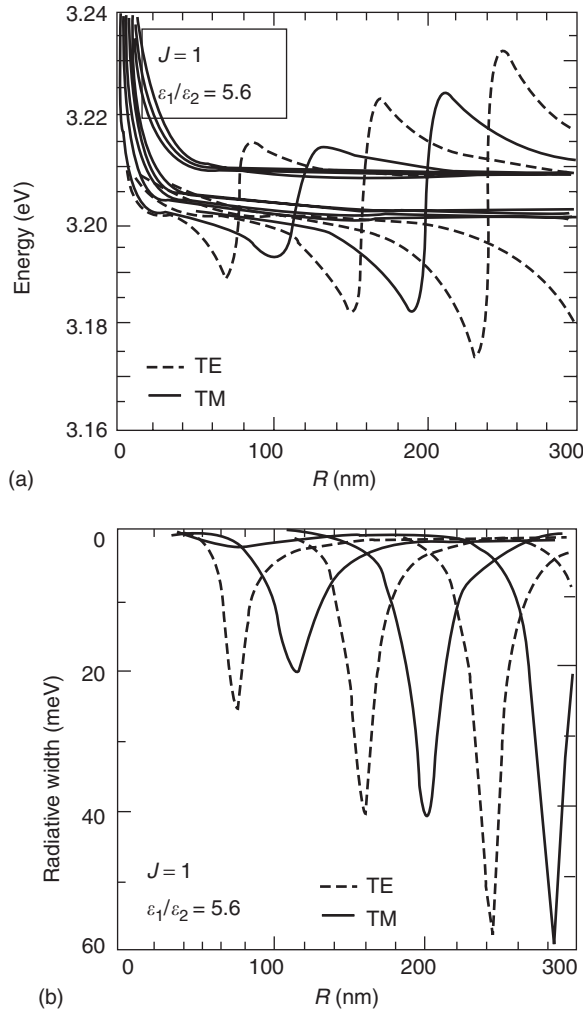 3.24
3.22
3.20
3.18
3.16
Energy (eV)
J = 1
ε1/ε2 = 5.6
TE
TM
0
100
200
300
R (nm)
(a)
0
20
40
60
Radiative width (meV)
J = 1
ε1/ε2 = 5.6
TE
TM
0
100
200
300
R (nm)
(b)